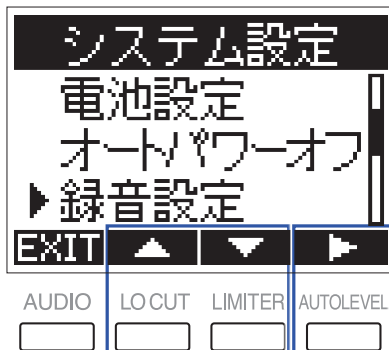 システム設定
電池設定
オートパワーオフ
▶録音設定
EXIT ▲ ▼ ▶
AUDIO LO CUT LIMITER AUTOLEVEL